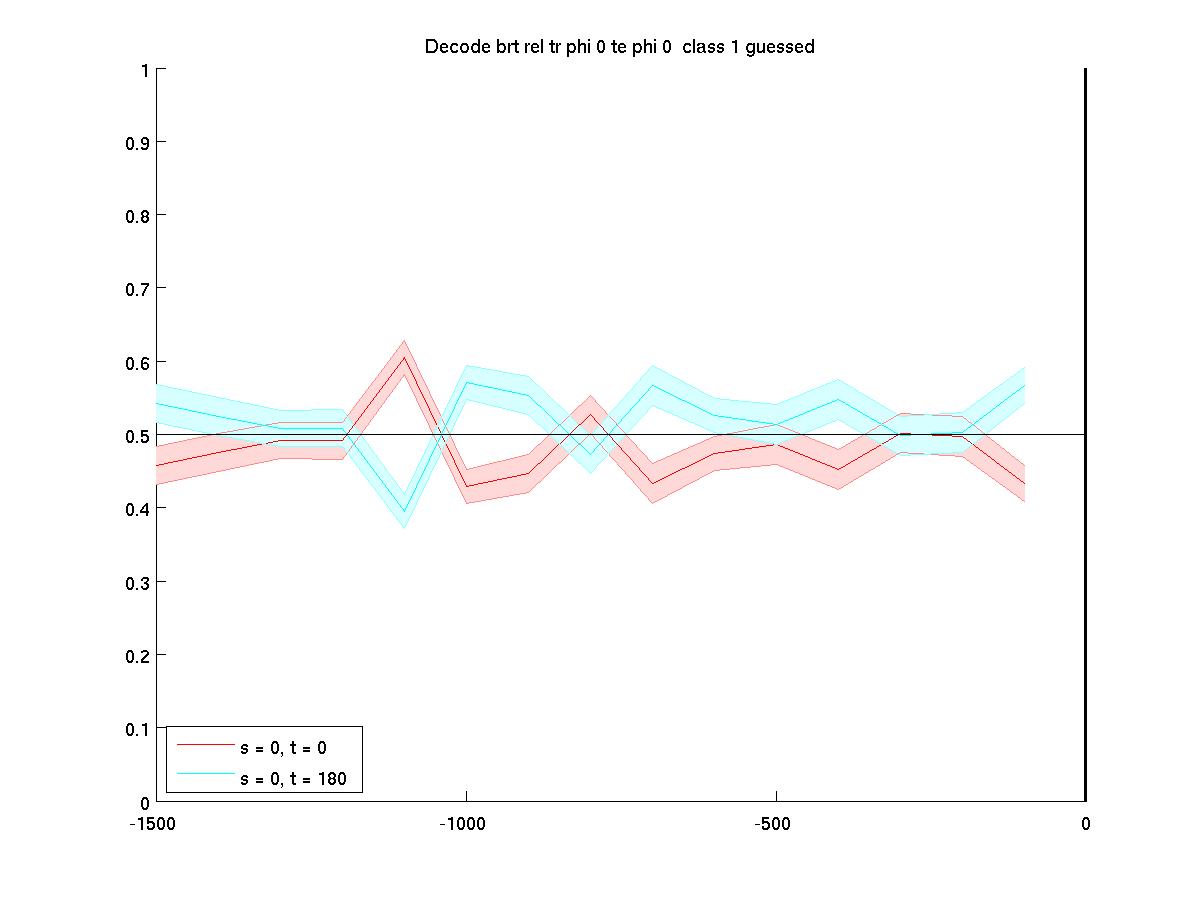 Decode brt rel tr phi 0 te phi 0  class 1 guessed
1
0.9
0.8
0.7
0.6
0.5
0.4
0.3
0.2
0.1
0
s = 0, t = 0
s = 0, t = 180
-1500 -1000 -500 0